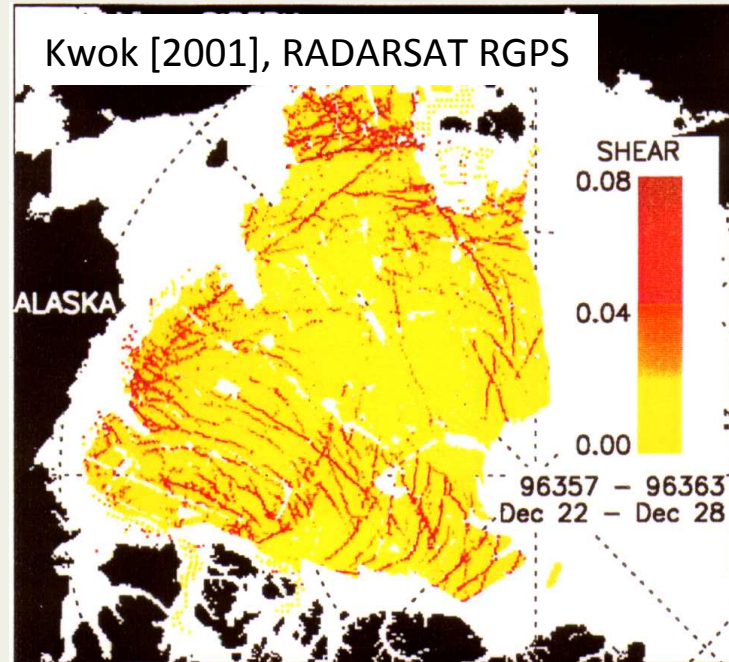 Kwok [2001], RADARSAT RGPS
SHEAR
0.08
ALASKA
0.04
0.00
96357 - 96363
Dec 22 - Dec 28